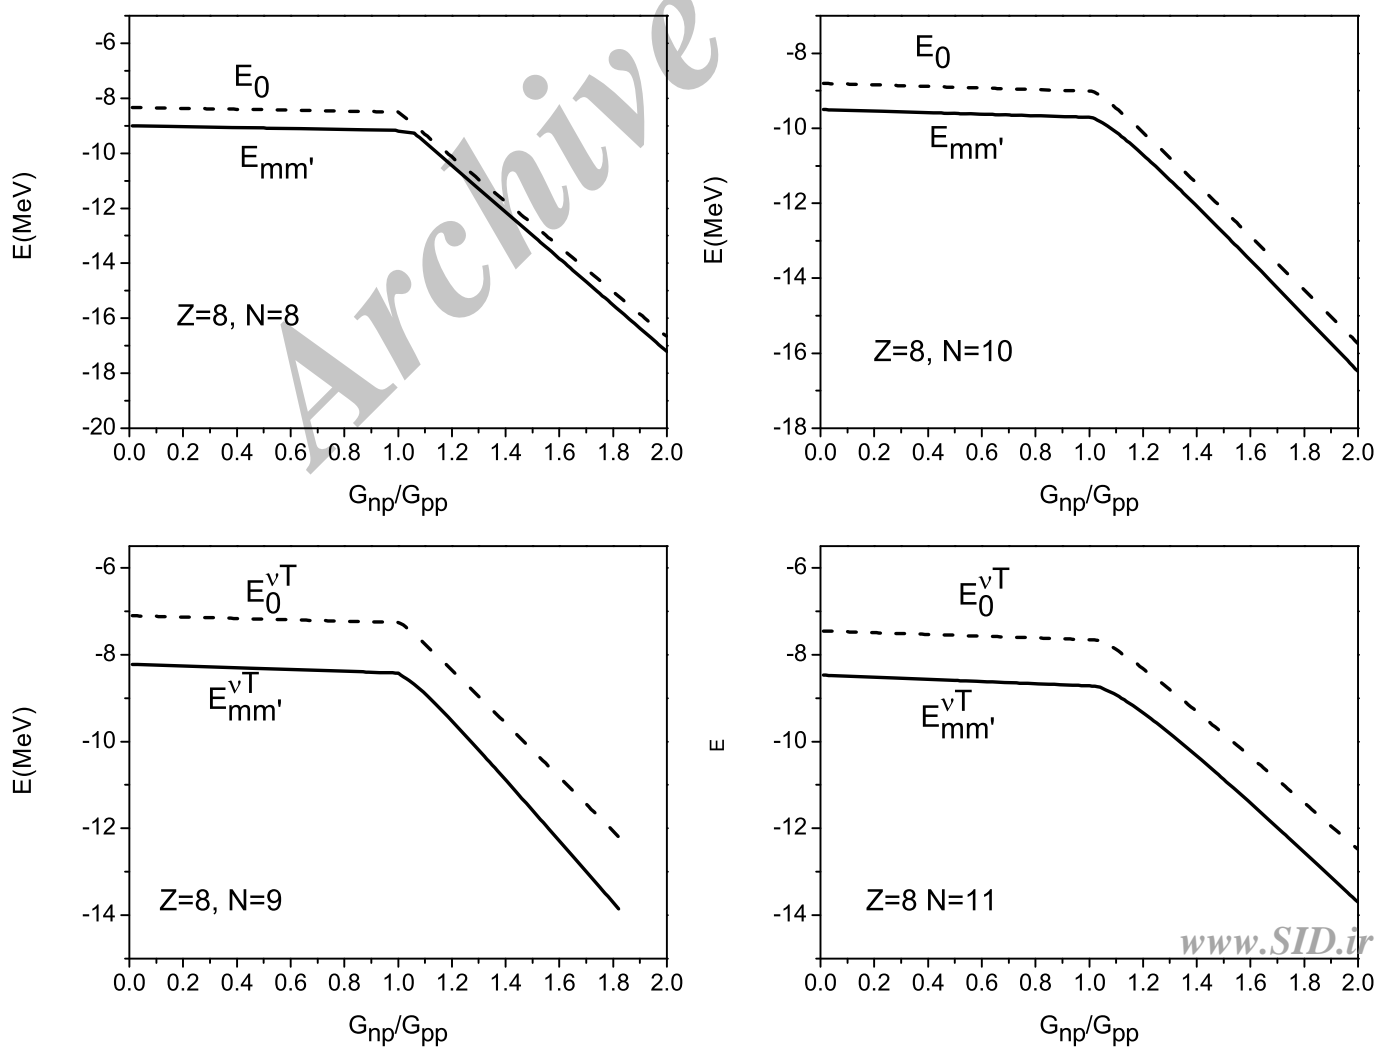 -6
-8
-10
-12
-14
-16
-18
-20
E(MeV)
E0
Emm'
Z=8, N=8
0.0 0.2 0.4 0.6 0.8 1.0 1.2 1.4 1.6 1.8 2.0
Gnp/Gpp
-8
-10
-12
-14
-16
-18
E(MeV)
E0
Emm'
Z=8, N=10
0.0 0.2 0.4 0.6 0.8 1.0 1.2 1.4 1.6 1.8 2.0
Gnp/Gpp
Archive
-6
-8
-10
-12
-14
E(MeV)
E0νT
Emm'νT
Z=8, N=9
0.0 0.2 0.4 0.6 0.8 1.0 1.2 1.4 1.6 1.8 2.0
Gnp/Gpp
-6
-8
-10
-12
-14
E
E0νT
Emm'νT
Z=8 N=11
0.0 0.2 0.4 0.6 0.8 1.0 1.2 1.4 1.6 1.8 2.0
Gnp/Gpp
www.SID.ir